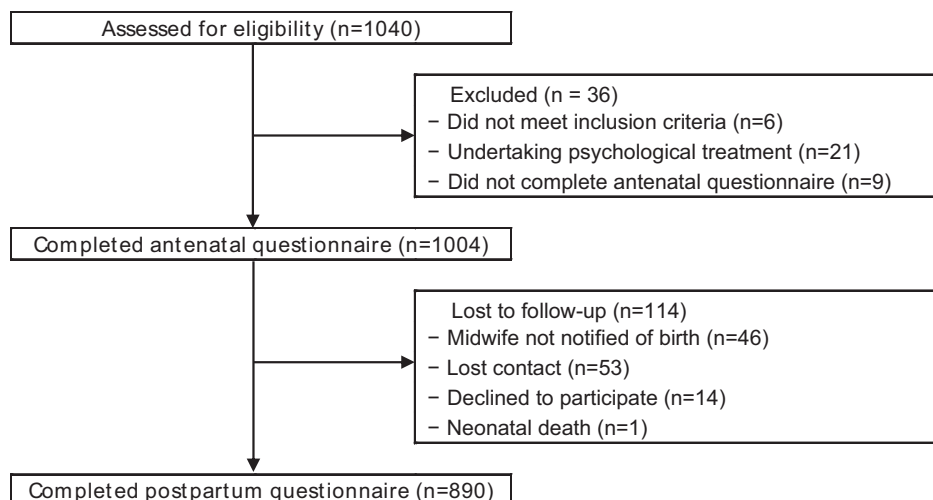 Assessed for eligibility (n=1040)
Excluded (n = 36)
− Did not meet inclusion criteria (n=6)
− Undertaking psychological treatment (n=21)
− Did not complete antenatal questionnaire (n=9)
Completed antenatal questionnaire (n=1004)
Lost to follow-up (n=114)
− Midwife not notified of birth (n=46)
− Lost contact (n=53)
− Declined to participate (n=14)
− Neonatal death (n=1)
Completed postpartum questionnaire (n=890)